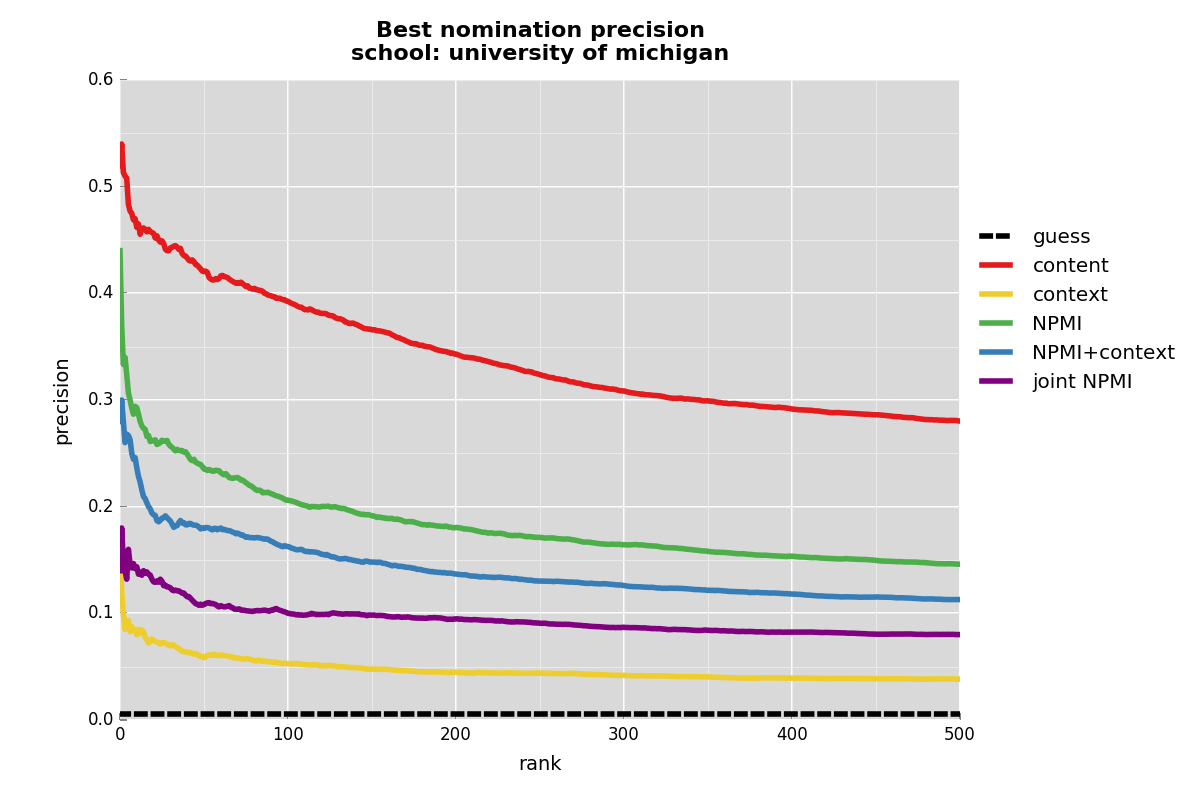 Best nomination precision
school: university of michigan
precision
0.6
0.5
0.4
0.3
0.2
0.1
0.0
0 100 200 300 400 500
rank
guess
content
context
NPMI
NPMI+context
joint NPMI